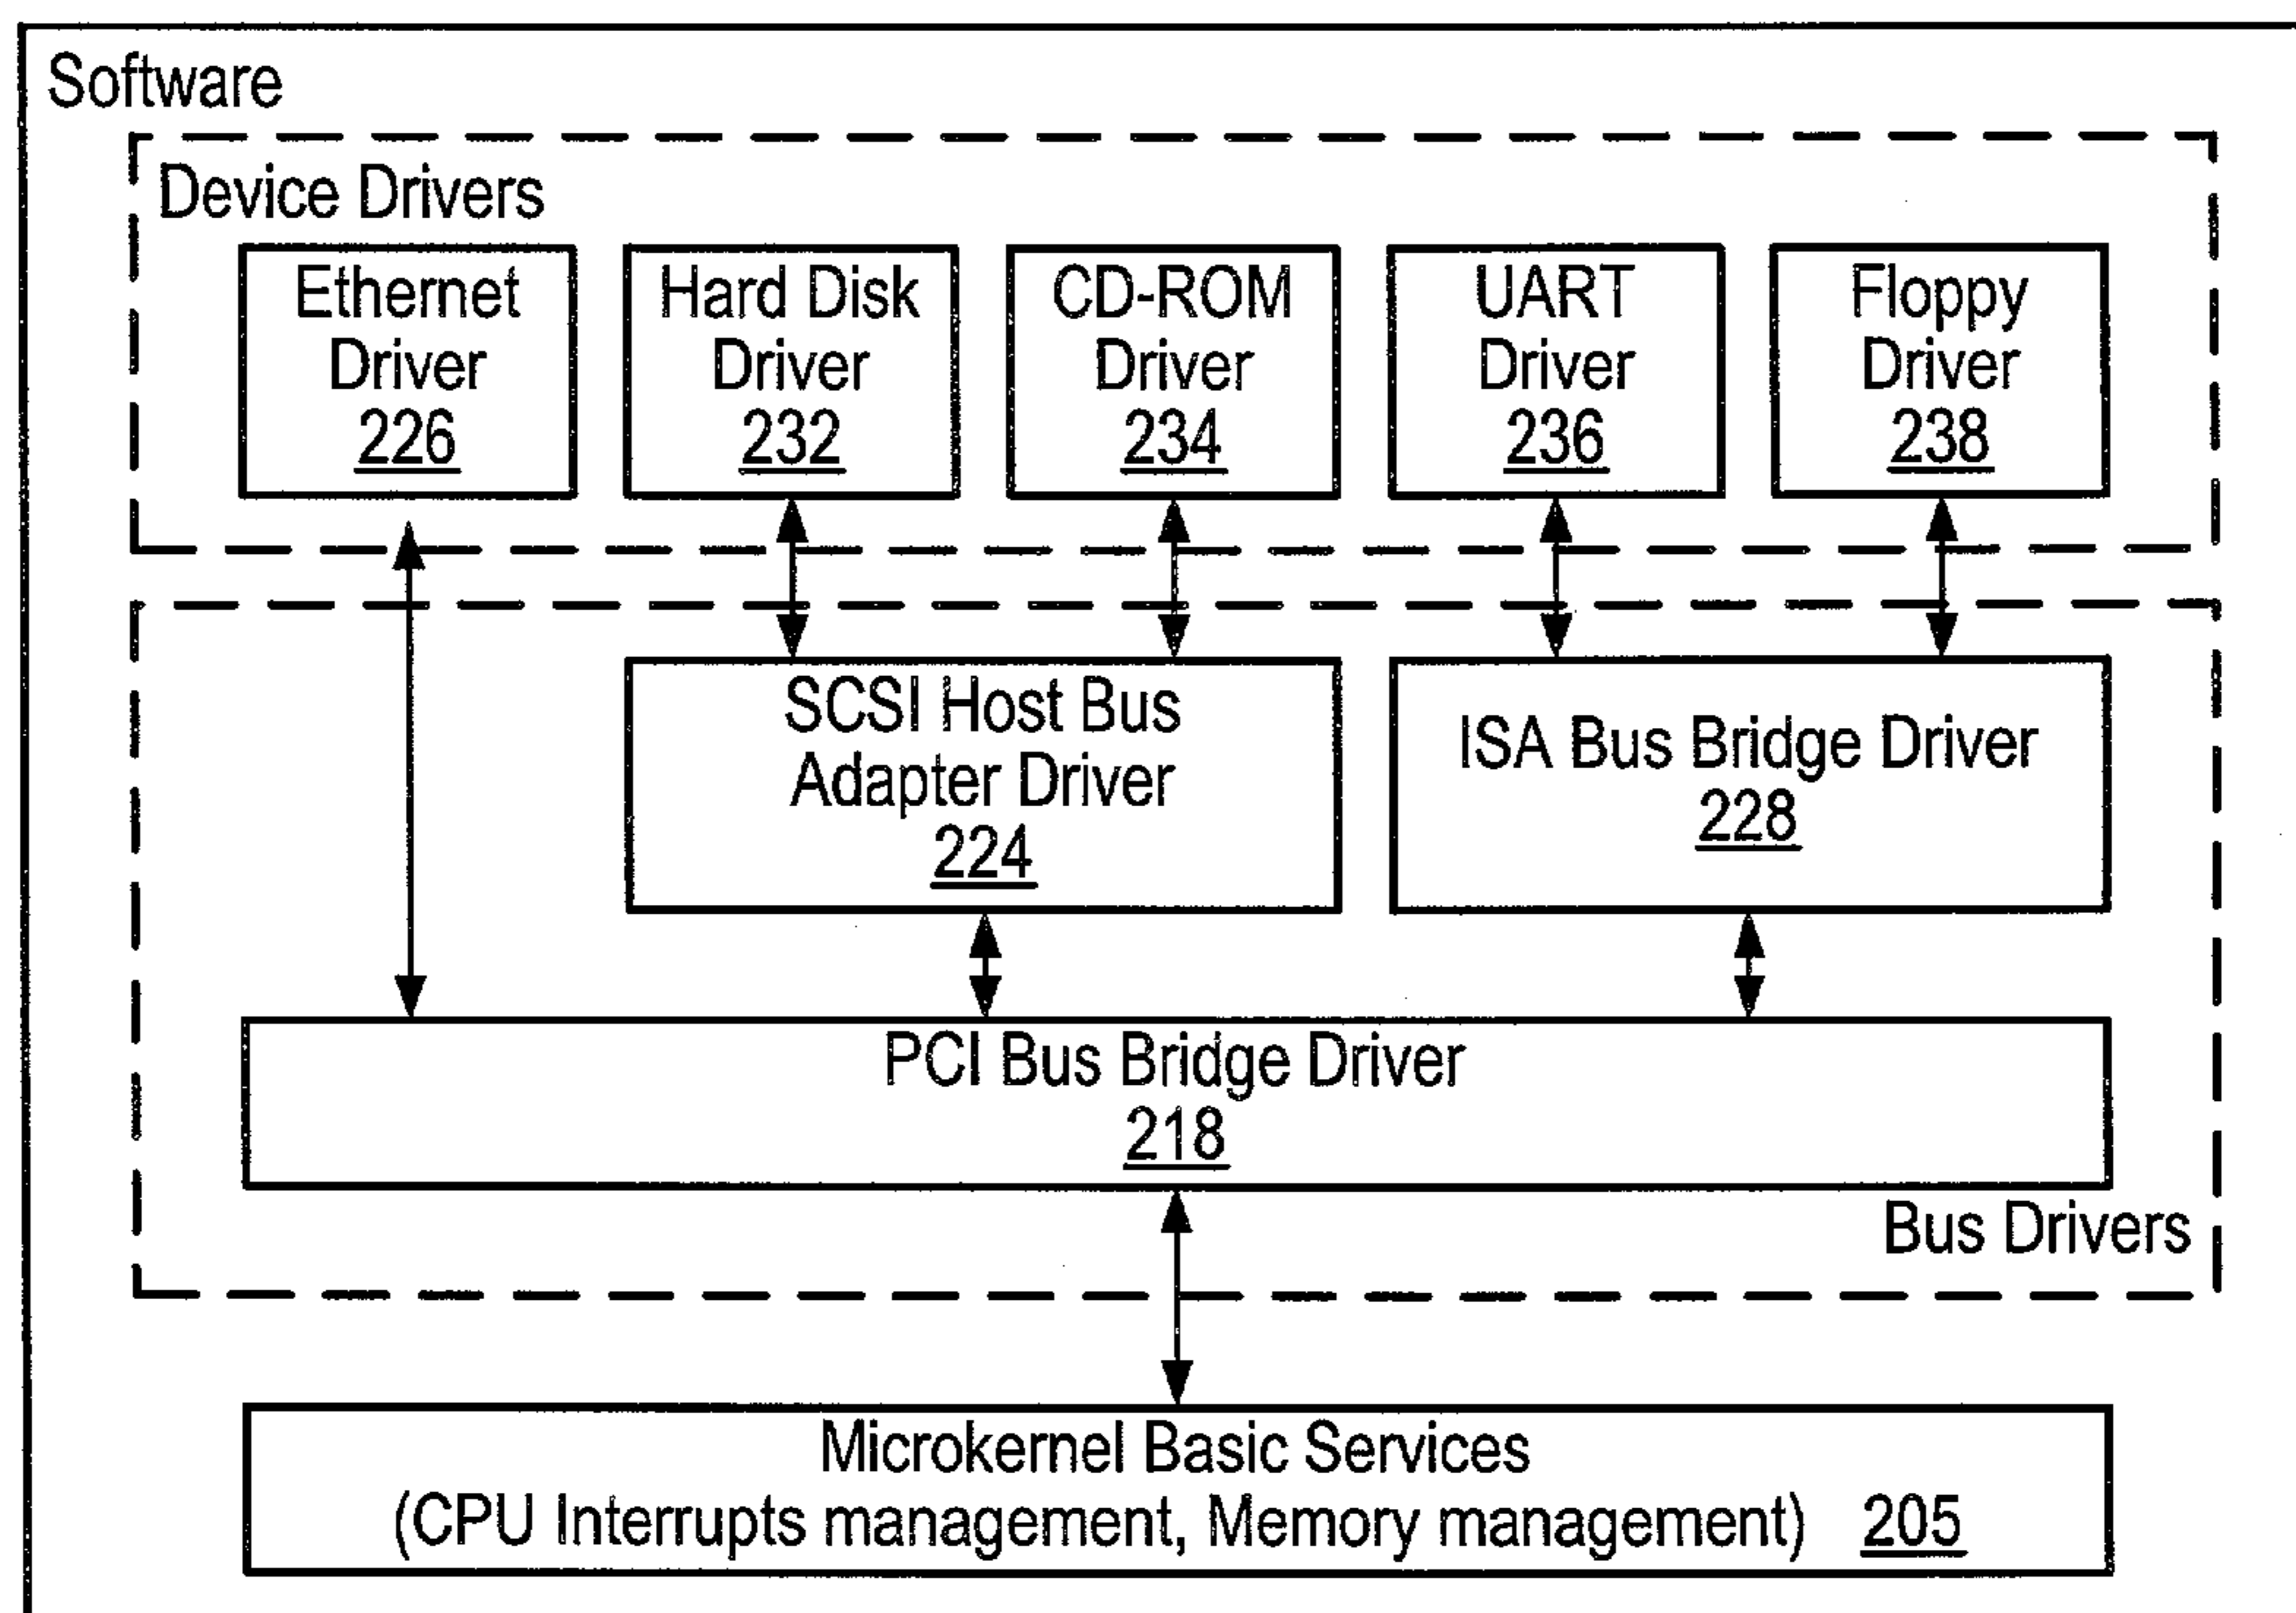 Software
Device Drivers
Ethernet
Driver
226
Hard Disk
Driver
232
CD-ROM
Driver
234
UART
Driver
236
Floppy
Driver
238
SCSI Host Bus
Adapter Driver
224
ISA Bus Bridge Driver
228
PCI Bus Bridge Driver
218
Bus Drivers
Microkernel Basic Services
(CPU Interrupts management, Memory management) 205